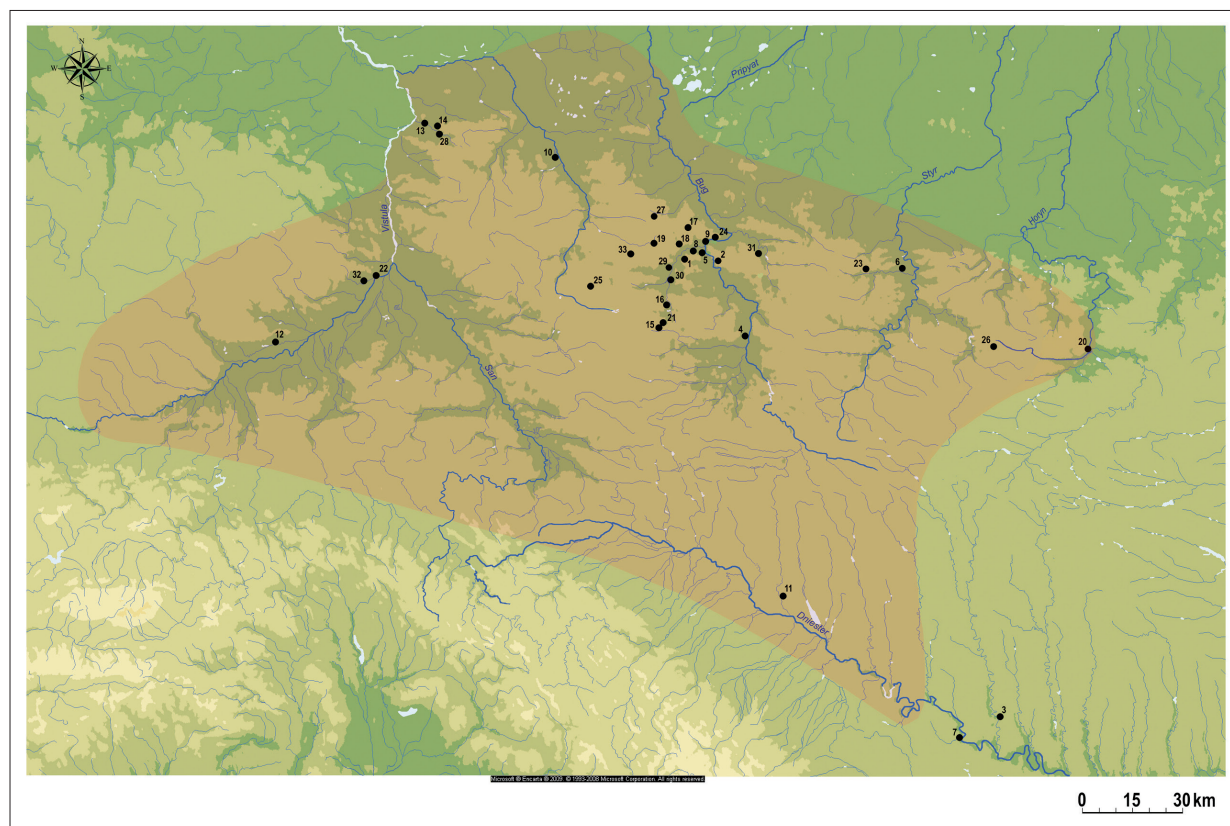 N
W E
S
Pripyat
13 14
28
10
Styr
Bug
Horyn
Vistula
27 17
24
9
18
19 8
33 5 31
1 2
29 23 6
22
32 30
25
16
21
15 4
12
26 20
San
11
Dniester
3
7
Microsoft ® Encarta ® 2009. © 1993-2008 Microsoft Corporation. All rights reserved.
0 15 30 km